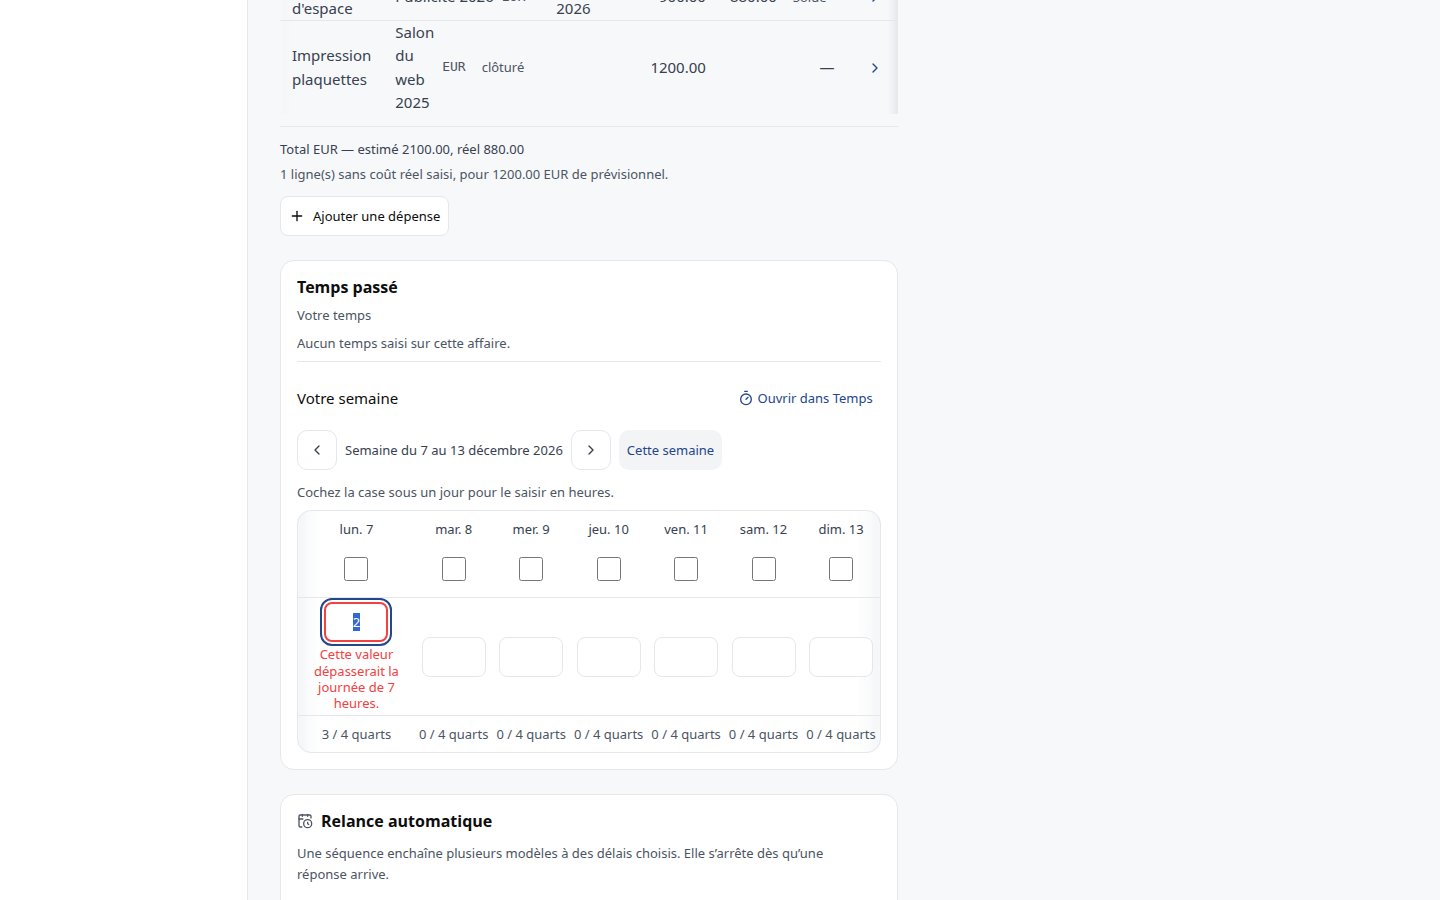 d'espace
2026
Salon
du
web
2025
Impression
plaquettes
EUR
clôturé
1200.00
—
Total EUR — estimé 2100.00, réel 880.00
1 ligne(s) sans coût réel saisi, pour 1200.00 EUR de prévisionnel.
Ajouter une dépense
Temps passé
Votre temps
Aucun temps saisi sur cette affaire.
Votre semaine
Ouvrir dans Temps
Semaine du 7 au 13 décembre 2026
Cette semaine
Cochez la case sous un jour pour le saisir en heures.
lun. 7 mar. 8 mer. 9 jeu. 10 ven. 11 sam. 12 dim. 13
2
Cette valeur
dépasserait la
journée de 7
heures.
3 / 4 quarts 0 / 4 quarts 0 / 4 quarts 0 / 4 quarts 0 / 4 quarts 0 / 4 quarts 0 / 4 quarts
Relance automatique
Une séquence enchaîne plusieurs modèles à des délais choisis. Elle s’arrête dès qu’une
réponse arrive.